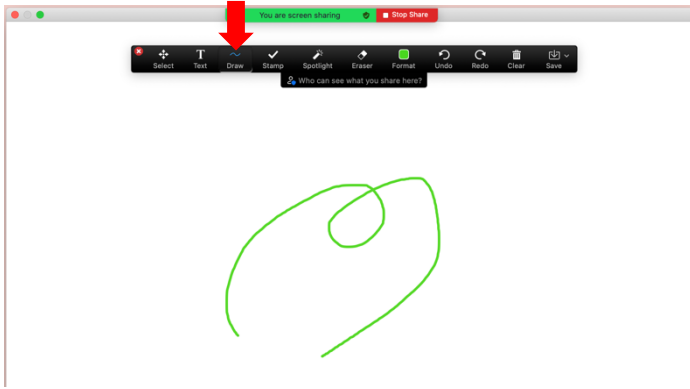 You are screen sharing Stop Share
Select Text Draw Stamp Spotlight Eraser Format Undo Redo Clear Save
Who can see what you share here?